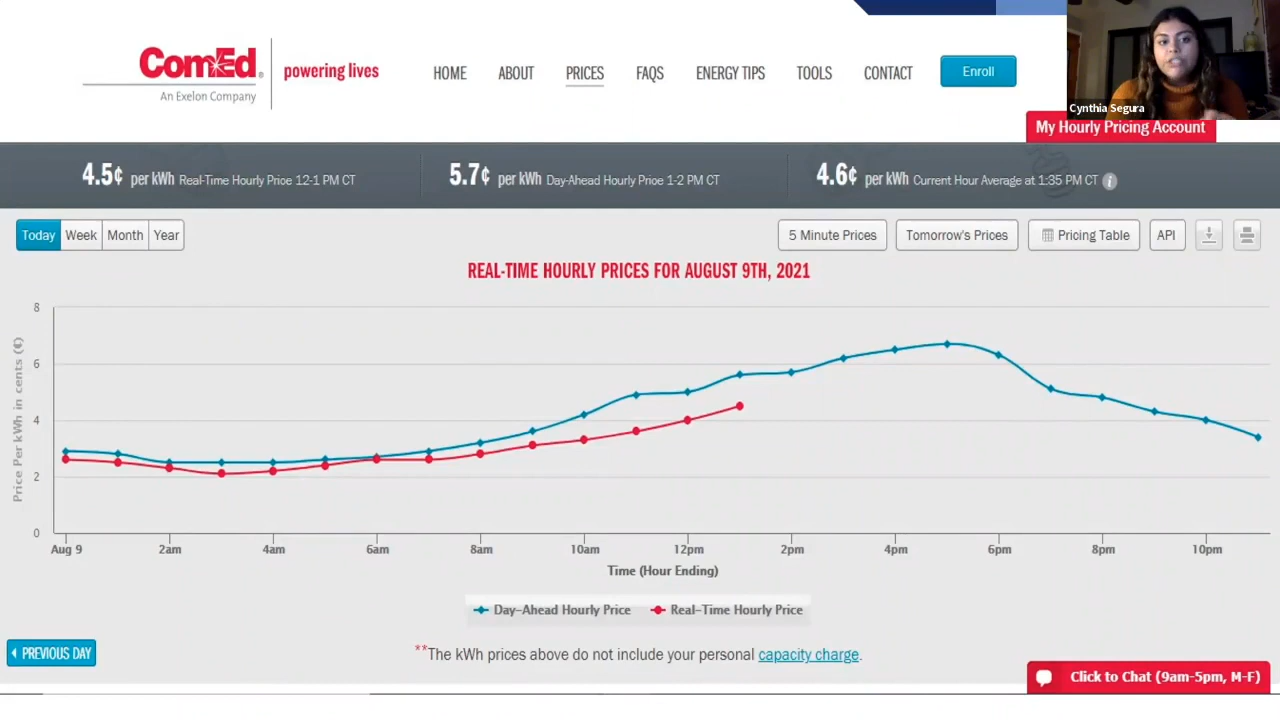 ComEd
powering lives
An Exelon Company
HOME ABOUT PRICES FAQS ENERGY TIPS TOOLS CONTACT Enroll
Cynthia Segura
My Hourly Pricing Account
4.5¢ per kWh Real-Time Hourly Price 12-1 PM CT 5.7¢ per kWh Day-Ahead Hourly Price 1-2 PM CT 4.6¢ per kWh Current Hour Average at 1:35 PM CT i
Today Week Month Year 5 Minute Prices Tomorrow's Prices Pricing Table API
REAL-TIME HOURLY PRICES FOR AUGUST 9TH, 2021
Price Per kWh in cents (¢)
8
6
4
2
0
Aug 9 2am 4am 6am 8am 10am 12pm 2pm 4pm 6pm 8pm 10pm
Time (Hour Ending)
Day-Ahead Hourly Price Real-Time Hourly Price
PREVIOUS DAY
**The kWh prices above do not include your personal capacity charge.
Click to Chat (9am-5pm, M-F)